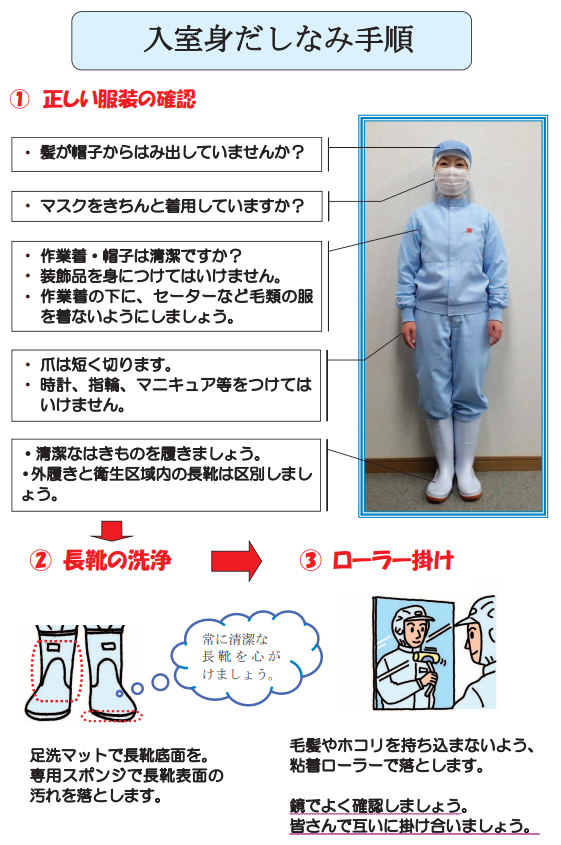 入室身だしなみ手順
① 正しい服装の確認
・ 髪が帽子からはみ出していませんか？
・ マスクをきちんと着用していますか？
・ 作業着・帽子は清潔ですか？
・ 装飾品を身につけてはいけません。
・ 作業着の下に、セーターなど毛類の服
を着ないようにしましょう。
・ 爪は短く切ります。
・ 時計、指輪、マニキュア等をつけては
いけません。
・清潔なはきものを履きましょう。
・外履きと衛生区域内の長靴は区別しまし
ょう。
② 長靴の洗浄
常に清潔な
長靴を心が
けましょう。
足洗マットで長靴底面を。
専用スポンジで長靴表面の
汚れを落とします。
③ ローラー掛け
毛髪やホコリを持ち込まないよう、
粘着ローラーで落とします。
鏡でよく確認しましょう。
皆さんで互いに掛け合いましょう。